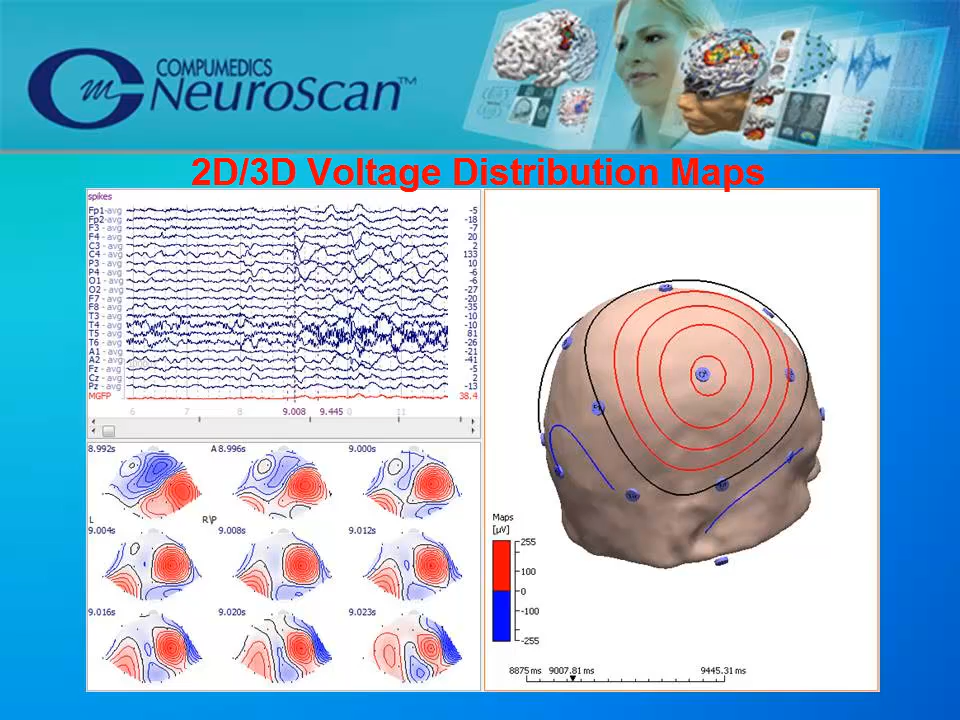 COMPUMEDICS
NEUROSCAN™
2D/3D Voltage Distribution Maps
spikes
Fp1-avg -5
Fp2-avg -18
F3 - avg -7
F4 - avg 20
C3 - avg 2
C4 - avg 133
P3 - avg 10
P4 - avg -6
O1 - avg -6
O2 - avg -27
F7 - avg -20
F8 - avg -35
T3 - avg -10
T4 - avg -10
T5 - avg 81
T6 - avg -26
A1 - avg -21
A2 - avg -41
Fz - avg -5
Cz - avg 2
Pz - avg -13
MGFP 38.4
6 7 8 9.008 9.445 0 11
8.992s A 8.996s 9.000s
L R\P
9.004s 9.008s 9.012s
9.016s 9.020s 9.023s
Maps
[µV]
255
100
0
-100
-255
8875 ms 9007.81 ms 9445.31 ms